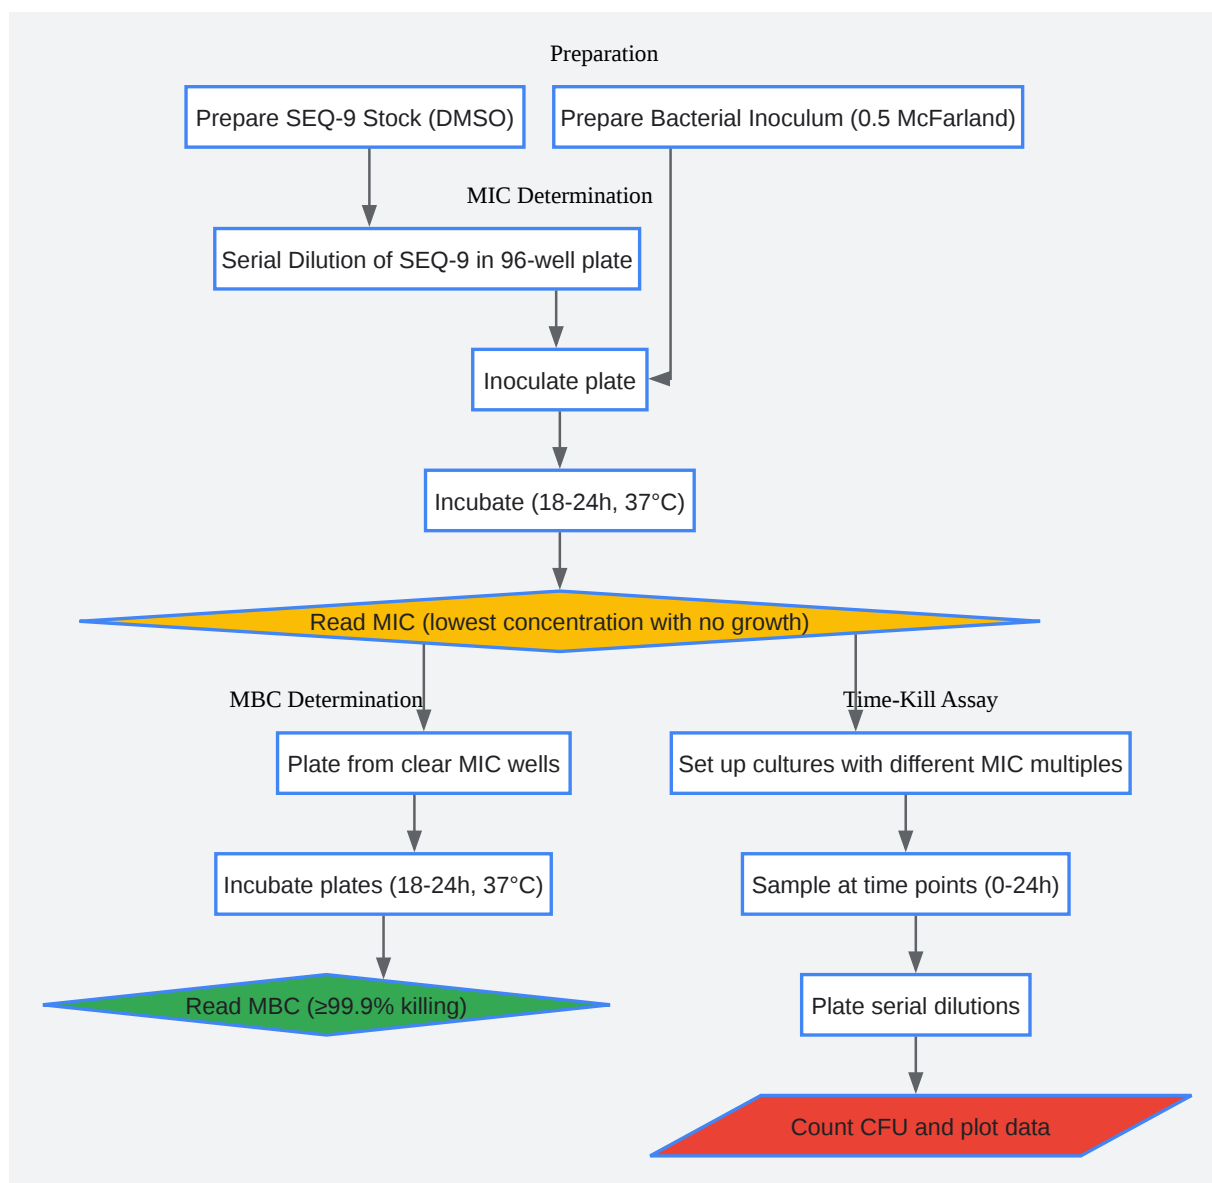 Preparation
Prepare SEQ-9 Stock (DMSO)
Prepare Bacterial Inoculum (0.5 McFarland)
MIC Determination
Serial Dilution of SEQ-9 in 96-well plate
Inoculate plate
Incubate (18-24h, 37°C)
Read MIC (lowest concentration with no growth)
MBC Determination
Time-Kill Assay
Plate from clear MIC wells
Set up cultures with different MIC multiples
Incubate plates (18-24h, 37°C)
Sample at time points (0-24h)
Read MBC (≥99.9% killing)
Plate serial dilutions
Count CFU and plot data